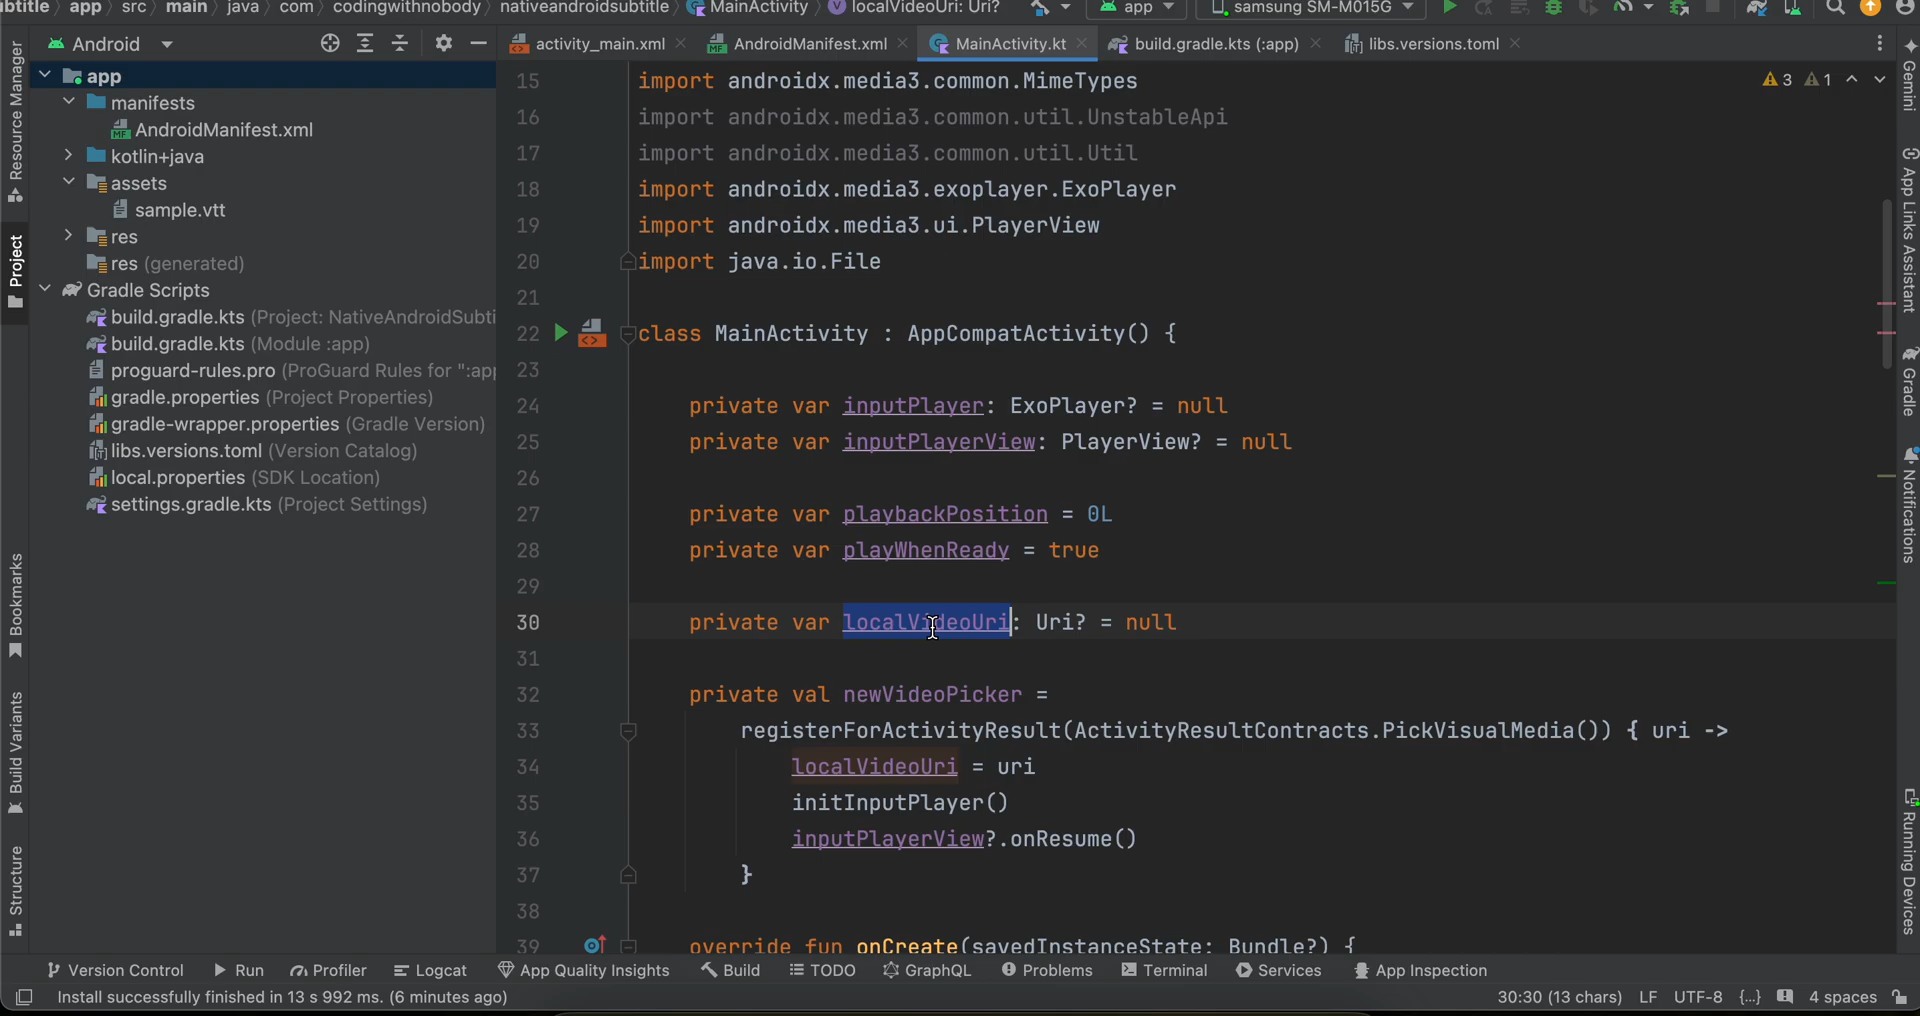 ubtitle > app > src > main > java > com > codingwithnobody > nativeandroidsubtitle > MainActivity > localVideoUri: Uri? app samsung SM-M015G
Android
activity_main.xml
AndroidManifest.xml
MainActivity.kt
build.gradle.kts (:app)
libs.versions.toml
Resource Manager
Project
Bookmarks
Build Variants
Structure
app
manifests
AndroidManifest.xml
kotlin+java
assets
sample.vtt
res
res (generated)
Gradle Scripts
build.gradle.kts (Project: NativeAndroidSubti
build.gradle.kts (Module :app)
proguard-rules.pro (ProGuard Rules for ":app
gradle.properties (Project Properties)
gradle-wrapper.properties (Gradle Version)
libs.versions.toml (Version Catalog)
local.properties (SDK Location)
settings.gradle.kts (Project Settings)
3 1
15 import androidx.media3.common.MimeTypes
16 import androidx.media3.common.util.UnstableApi
17 import androidx.media3.common.util.Util
18 import androidx.media3.exoplayer.ExoPlayer
19 import androidx.media3.ui.PlayerView
20 import java.io.File
21
22 class MainActivity : AppCompatActivity() {
23
24 private var inputPlayer: ExoPlayer? = null
25 private var inputPlayerView: PlayerView? = null
26
27 private var playbackPosition = 0L
28 private var playWhenReady = true
29
30 private var localVideoUri: Uri? = null
31
32 private val newVideoPicker =
33 registerForActivityResult(ActivityResultContracts.PickVisualMedia()) { uri ->
34 localVideoUri = uri
35 initInputPlayer()
36 inputPlayerView?.onResume()
37 }
38
39 override fun onCreate(savedInstanceState: Bundle?) {
Gemini
App Links Assistant
Gradle
Notifications
Running Devices
Version Control Run Profiler Logcat App Quality Insights Build TODO GraphQL Problems Terminal Services App Inspection
Install successfully finished in 13 s 992 ms. (6 minutes ago) 30:30 (13 chars) LF UTF-8 {..} 4 spaces